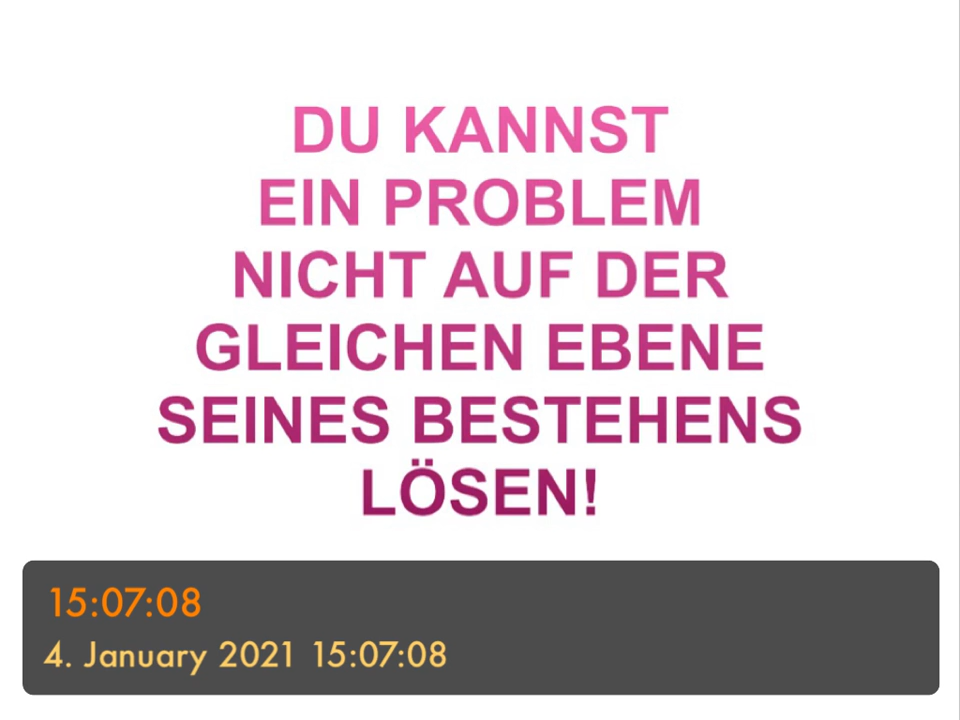 DU KANNST
EIN PROBLEM
NICHT AUF DER
GLEICHEN EBENE
SEINES BESTEHENS
LÖSEN!
15:07:08
4. January 2021 15:07:08